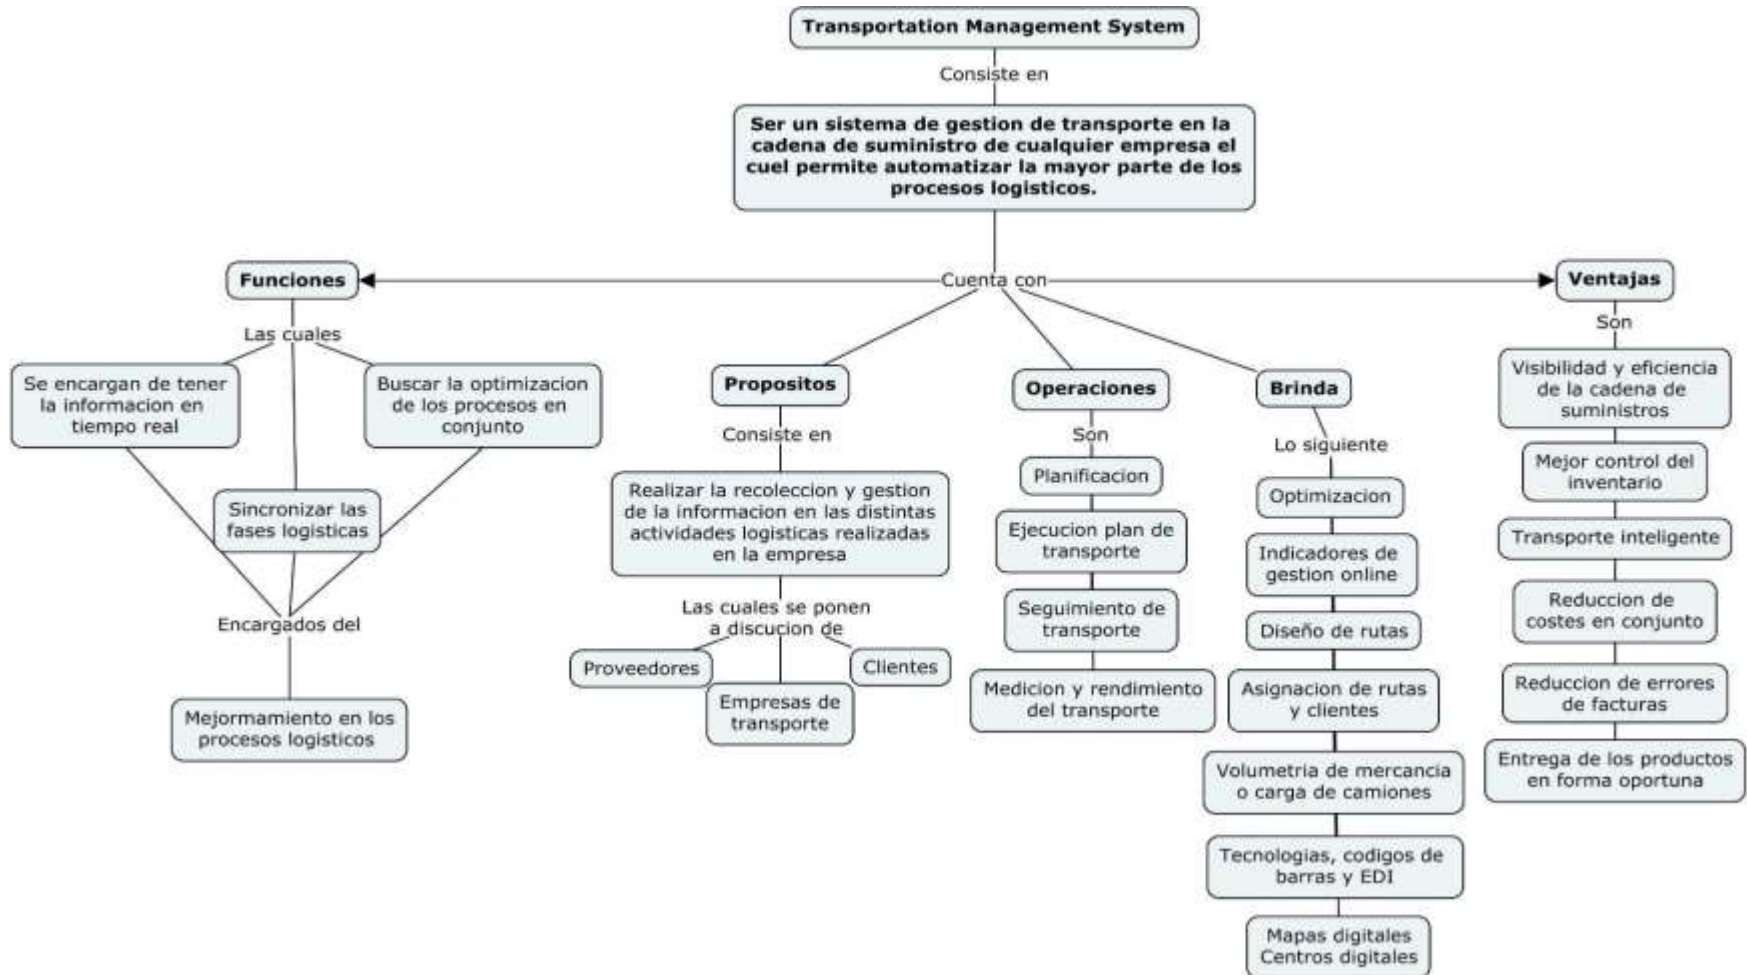 Transportation Management System
Consiste en
Ser un sistema de gestion de transporte en la
cadena de suministro de cualquier empresa el
cuel permite automatizar la mayor parte de los
procesos logisticos.
Cuenta con
Funciones
Las cuales
Se encargan de tener
la informacion en
tiempo real
Buscar la optimizacion
de los procesos en
conjunto
Sincronizar las
fases logisticas
Encargados del
Mejormamiento en los
procesos logisticos
Propositos
Consiste en
Realizar la recoleccion y gestion
de la informacion en las distintas
actividades logisticas realizadas
en la empresa
Las cuales se ponen
a discucion de
Proveedores
Empresas de
transporte
Clientes
Operaciones
Son
Planificacion
Ejecucion plan de
transporte
Seguimiento de
transporte
Medicion y rendimiento
del transporte
Brinda
Lo siguiente
Optimizacion
Indicadores de
gestion online
Diseño de rutas
Asignacion de rutas
y clientes
Volumetria de mercancia
o carga de camiones
Tecnologias, codigos de
barras y EDI
Mapas digitales
Centros digitales
Ventajas
Son
Visibilidad y eficiencia
de la cadena de
suministros
Mejor control del
inventario
Transporte inteligente
Reduccion de
costes en conjunto
Reduccion de errores
de facturas
Entrega de los productos
en forma oportuna